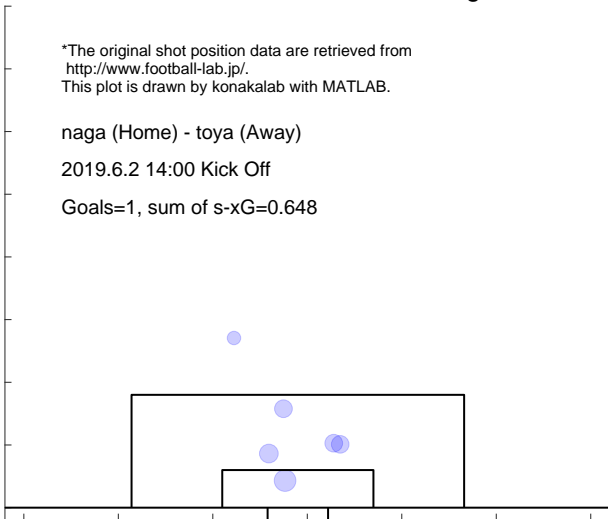 *The original shot position data are retrieved from
http://www.football-lab.jp/.
This plot is drawn by konakalab with MATLAB.
naga (Home) - toya (Away)
2019.6.2 14:00 Kick Off
Goals=1, sum of s-xG=0.648